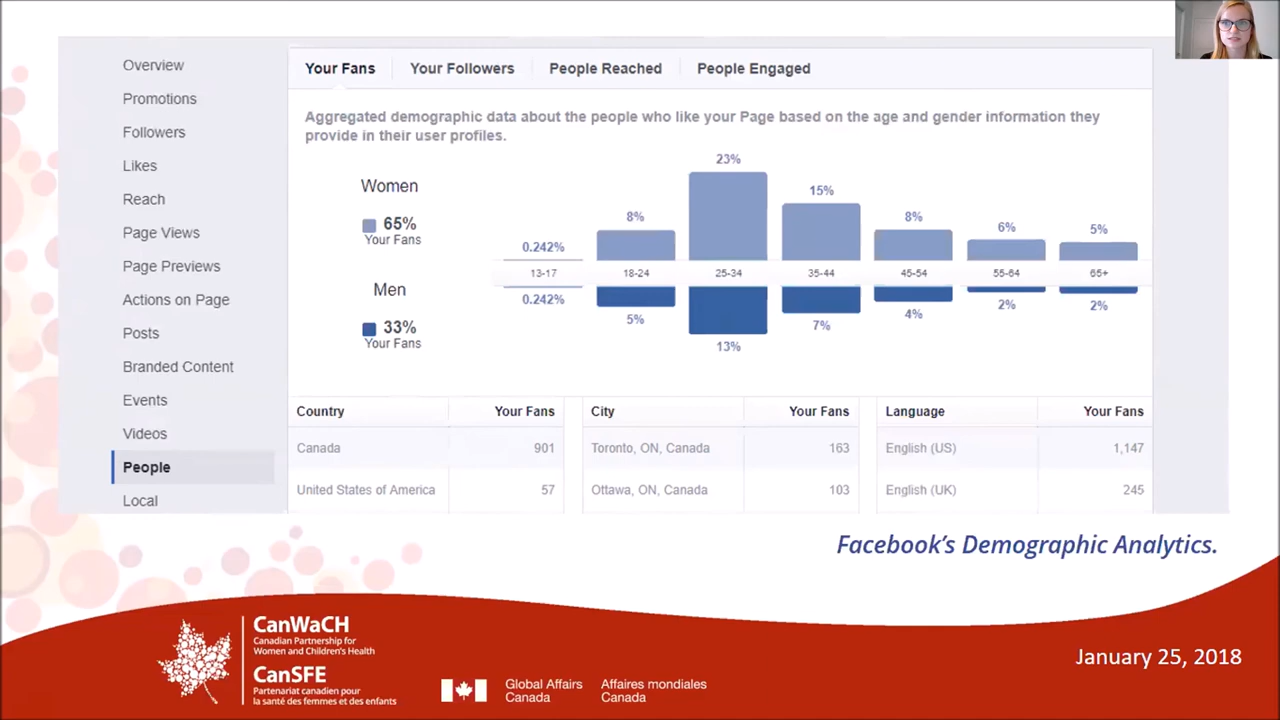 Overview
Promotions
Followers
Likes
Reach
Page Views
Page Previews
Actions on Page
Posts
Branded Content
Events
Videos
People
Local
Your Fans
Your Followers
People Reached
People Engaged
Aggregated demographic data about the people who like your Page based on the age and gender information they
provide in their user profiles.
Women
65%
Your Fans
Men
33%
Your Fans
0.242% 8% 23% 15% 8% 6% 5%
13-17 18-24 25-34 35-44 45-54 55-64 65+
0.242% 5% 13% 7% 4% 2% 2%
Country Your Fans
Canada 901
United States of America 57
City Your Fans
Toronto, ON, Canada 163
Ottawa, ON, Canada 103
Language Your Fans
English (US) 1,147
English (UK) 245
Facebook's Demographic Analytics.
CanWaCH
Canadian Partnership for
Women and Children's Health
CanSFE
Partenariat canadien pour
la santé des femmes et des enfants
Global Affairs
Canada
Affaires mondiales
Canada
January 25, 2018